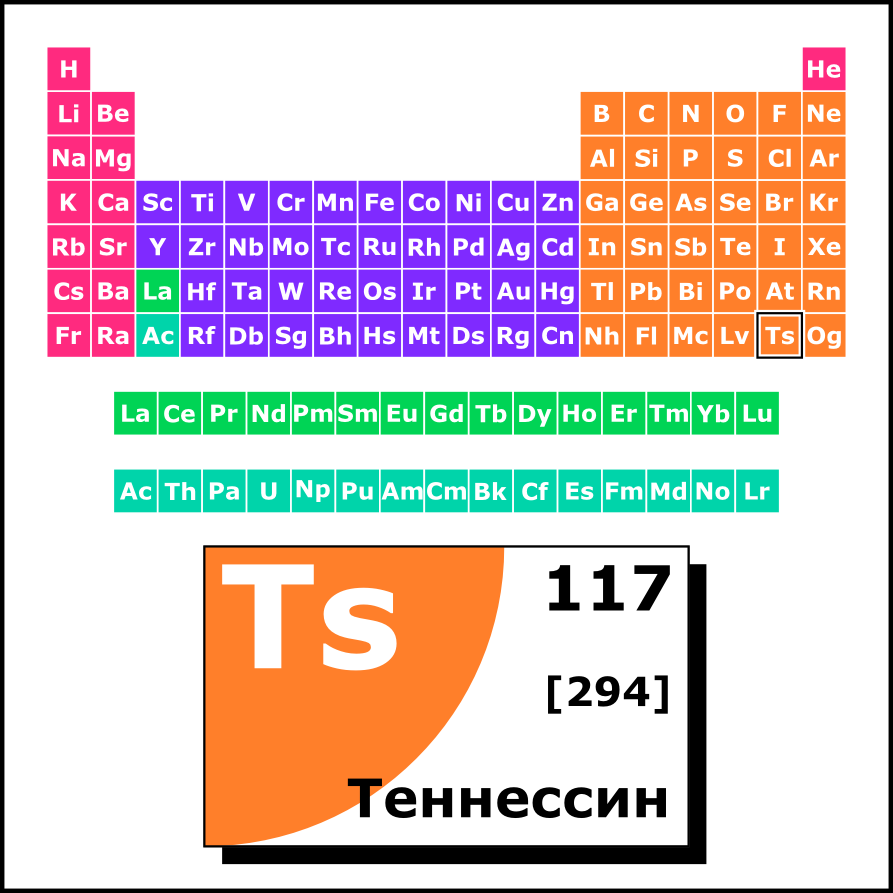 H He
Li Be B C N O F Ne
Na Mg Al Si P S Cl Ar
K Ca Sc Ti V Cr Mn Fe Co Ni Cu Zn Ga Ge As Se Br Kr
Rb Sr Y Zr Nb Mo Tc Ru Rh Pd Ag Cd In Sn Sb Te I Xe
Cs Ba La Hf Ta W Re Os Ir Pt Au Hg Tl Pb Bi Po At Rn
Fr Ra Ac Rf Db Sg Bh Hs Mt Ds Rg Cn Nh Fl Mc Lv Ts Og
La Ce Pr Nd Pm Sm Eu Gd Tb Dy Ho Er Tm Yb Lu
Ac Th Pa U Np Pu Am Cm Bk Cf Es Fm Md No Lr
Ts 117
[294]
Теннессин